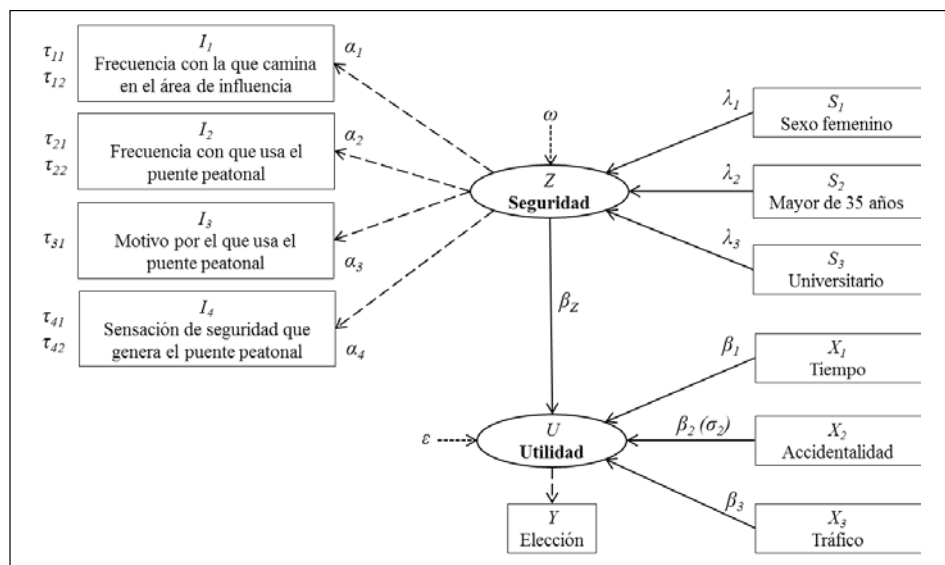 τ₁₁
τ₁₂
I₁
Frecuencia con la que camina
en el área de influencia
α₁
τ₂₁
τ₂₂
I₂
Frecuencia con que usa el
puente peatonal
α₂
τ₃₁
I₃
Motivo por el que usa el
puente peatonal
α₃
τ₄₁
τ₄₂
I₄
Sensación de seguridad que
genera el puente peatonal
α₄
ω
Z
Seguridad
λ₁
S₁
Sexo femenino
λ₂
S₂
Mayor de 35 años
λ₃
S₃
Universitario
β_Z
β₁
X₁
Tiempo
ε
U
Utilidad
β₂ (σ₂)
X₂
Accidentalidad
β₃
X₃
Tráfico
Y
Elección